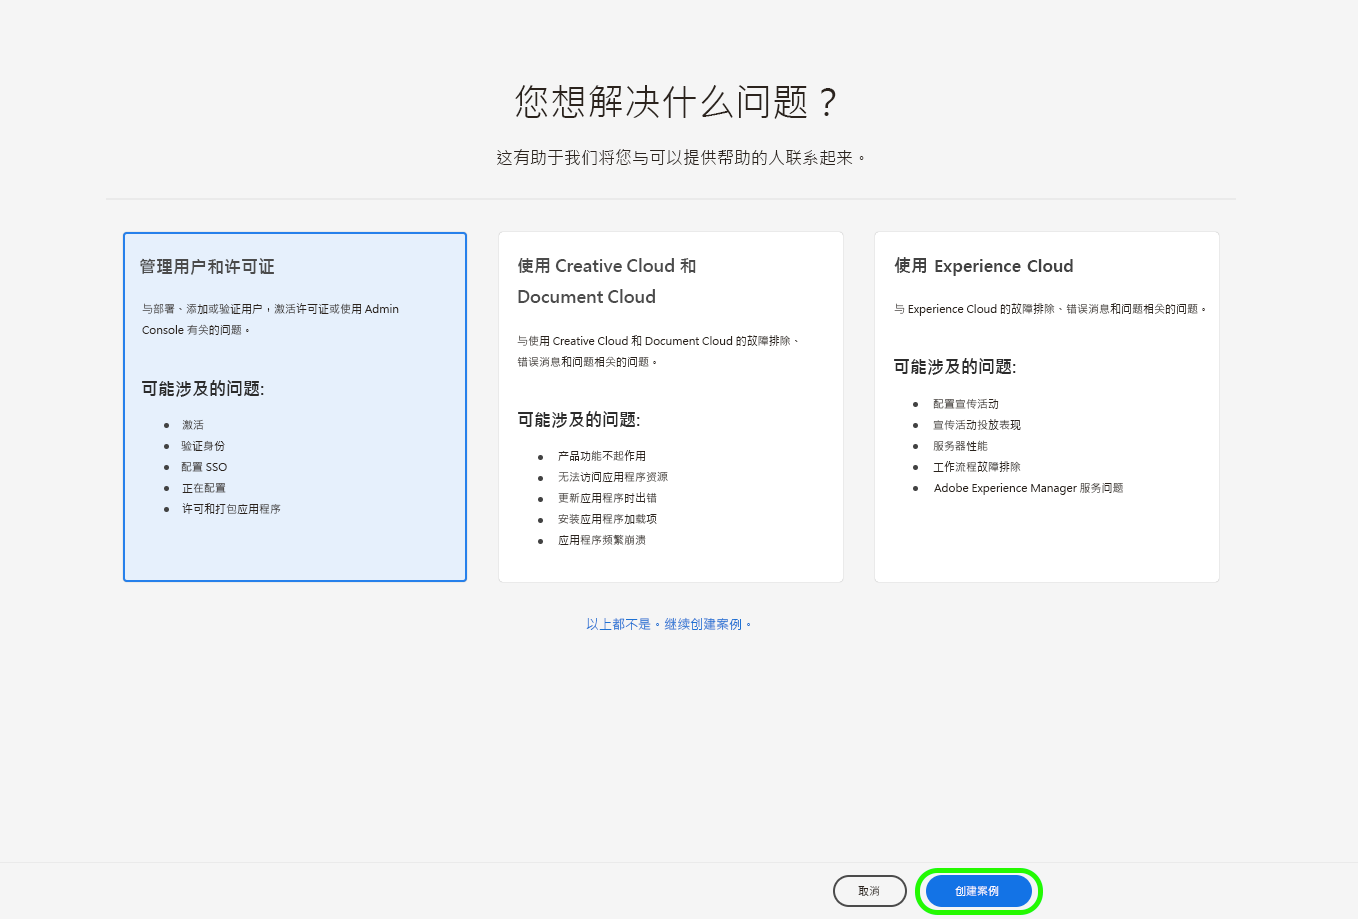 您想解决什么问题？
这有助于我们将您与可以提供帮助的人联系起来。
管理用户和许可证
与部署、添加或验证用户，激活许可证或使用 Admin
Console 有关的问题。
可能涉及的问题:
激活
验证身份
配置 SSO
正在配置
许可和打包应用程序
使用 Creative Cloud 和
Document Cloud
与使用 Creative Cloud 和 Document Cloud 的故障排除、
错误消息和问题相关的问题。
可能涉及的问题:
产品功能不起作用
无法访问应用程序资源
更新应用程序时出错
安装应用程序加载项
应用程序频繁崩溃
使用 Experience Cloud
与 Experience Cloud 的故障排除、错误消息和问题相关的问题。
可能涉及的问题:
配置宣传活动
宣传活动投放表现
服务器性能
工作流程故障排除
Adobe Experience Manager 服务问题
以上都不是。继续创建案例。
取消
创建案例